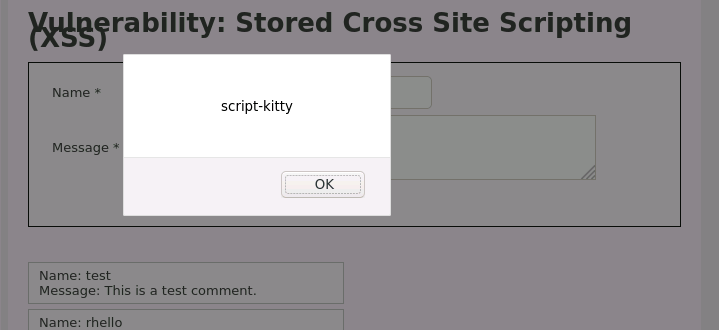 Vulnerability: Stored Cross Site Scripting
(XSS)
Name *
script-kitty
Message *
OK
Name: test
Message: This is a test comment.
Name: rhello